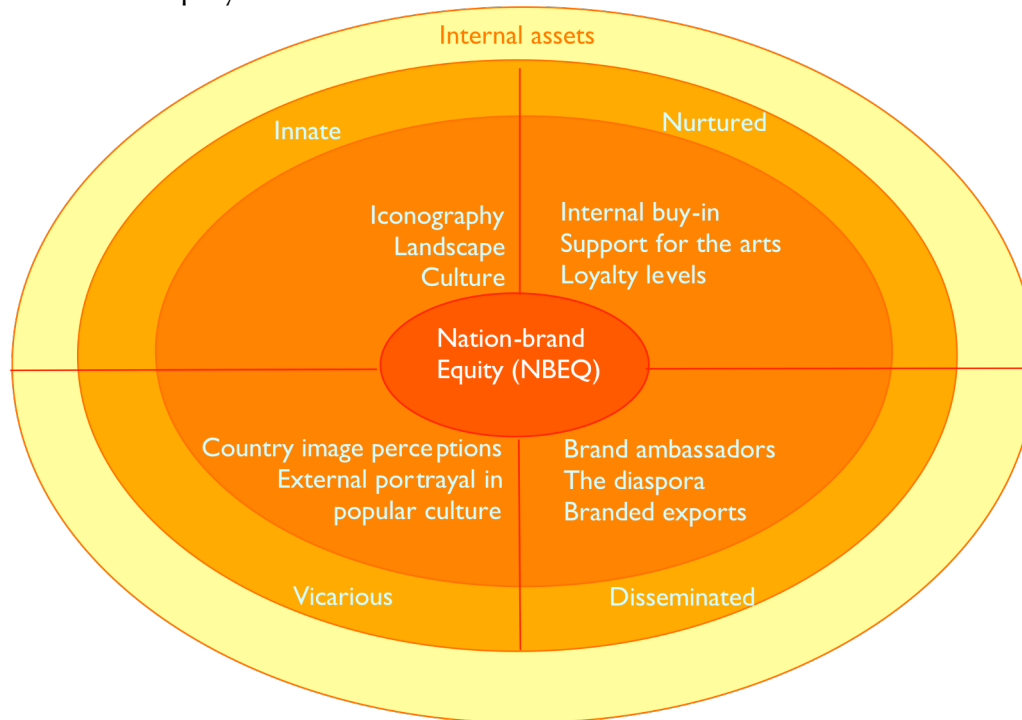 Internal assets
Innate
Nurtured
Iconography
Landscape
Culture
Internal buy-in
Support for the arts
Loyalty levels
Nation-brand
Equity (NBEQ)
Country image perceptions
External portrayal in
popular culture
Brand ambassadors
The diaspora
Branded exports
Vicarious
Disseminated